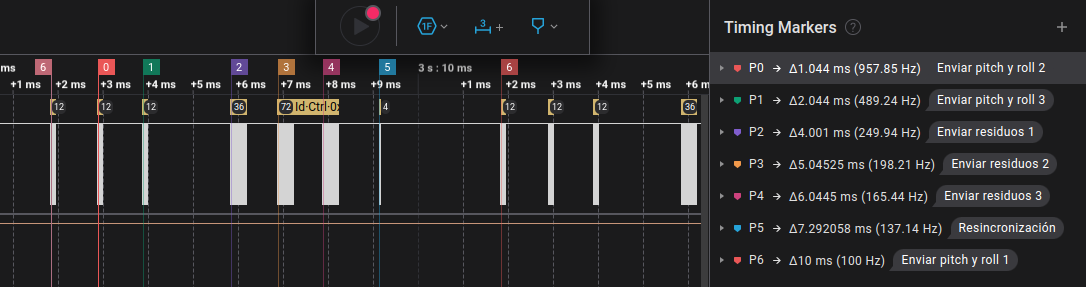 1F
3 +
Timing Markers ? +
ms 6 0 1 2 3 4 5 3 s : 10 ms 6
+1 ms +2 ms +3 ms +4 ms +5 ms +6 ms +7 ms +8 ms +9 ms +1 ms +2 ms +3 ms +4 ms +5 ms +6 m
12 12 12 36 72 Id-Ctrl-0: 4 12 12 12 36
P0 → Δ1.044 ms (957.85 Hz) Enviar pitch y roll 2
P1 → Δ2.044 ms (489.24 Hz) Enviar pitch y roll 3
P2 → Δ4.001 ms (249.94 Hz) Enviar residuos 1
P3 → Δ5.04525 ms (198.21 Hz) Enviar residuos 2
P4 → Δ6.0445 ms (165.44 Hz) Enviar residuos 3
P5 → Δ7.292058 ms (137.14 Hz) Resincronización
P6 → Δ10 ms (100 Hz) Enviar pitch y roll 1